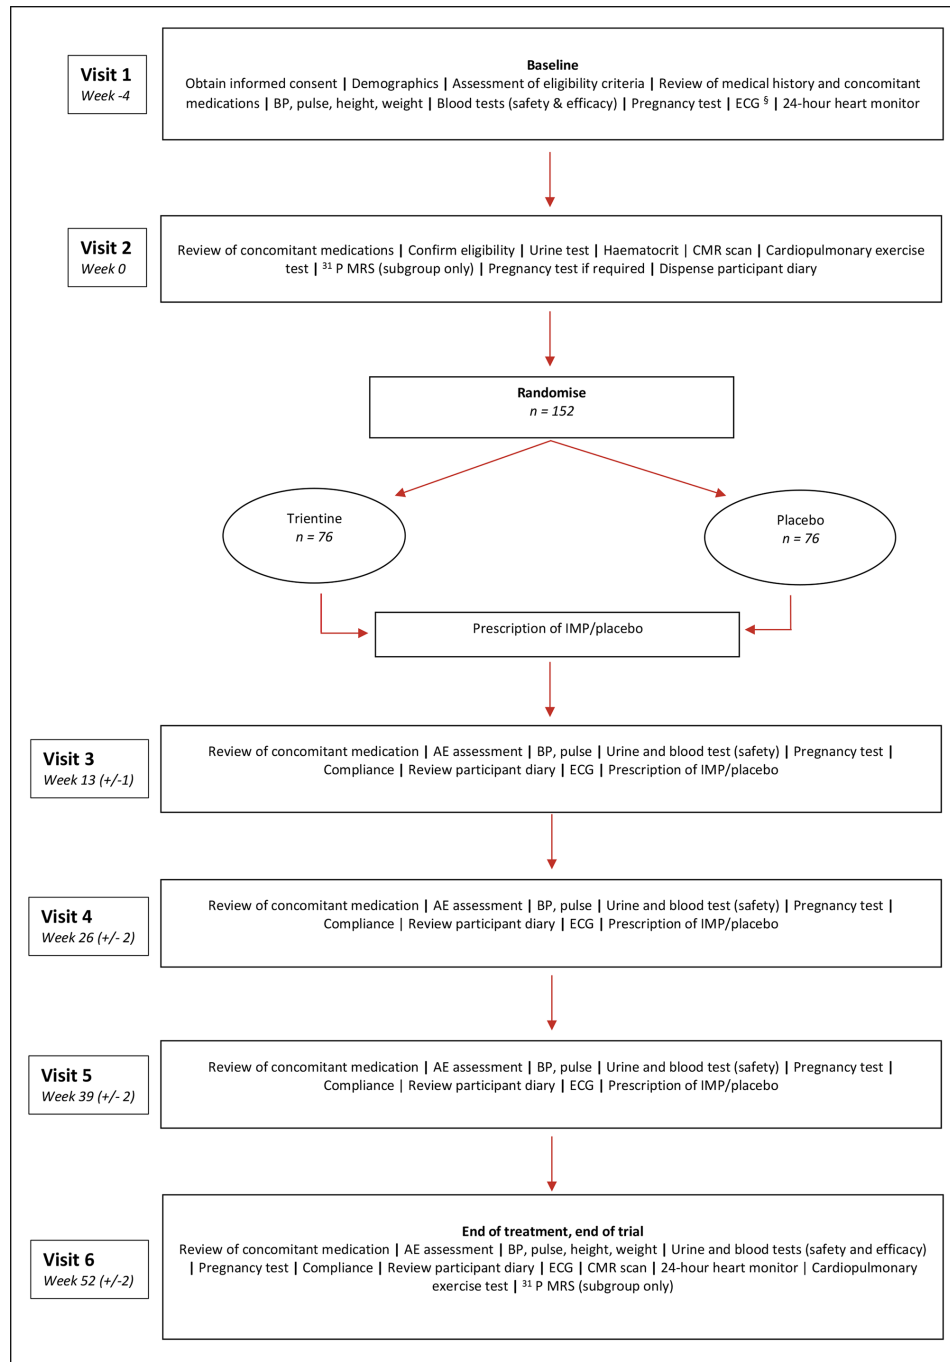 Visit 1
Week -4
Baseline
Obtain informed consent | Demographics | Assessment of eligibility criteria | Review of medical history and concomitant
medications | BP, pulse, height, weight | Blood tests (safety & efficacy) | Pregnancy test | ECG § | 24-hour heart monitor
Visit 2
Week 0
Review of concomitant medications | Confirm eligibility | Urine test | Haematocrit | CMR scan | Cardiopulmonary exercise
test | ³¹ P MRS (subgroup only) | Pregnancy test if required | Dispense participant diary
Randomise
n = 152
Trientine
n = 76
Placebo
n = 76
Prescription of IMP/placebo
Visit 3
Week 13 (+/-1)
Review of concomitant medication | AE assessment | BP, pulse | Urine and blood test (safety) | Pregnancy test |
Compliance | Review participant diary | ECG | Prescription of IMP/placebo
Visit 4
Week 26 (+/- 2)
Review of concomitant medication | AE assessment | BP, pulse | Urine and blood test (safety) | Pregnancy test |
Compliance | Review participant diary | ECG | Prescription of IMP/placebo
Visit 5
Week 39 (+/- 2)
Review of concomitant medication | AE assessment | BP, pulse | Urine and blood test (safety) | Pregnancy test |
Compliance | Review participant diary | ECG | Prescription of IMP/placebo
Visit 6
Week 52 (+/-2)
End of treatment, end of trial
Review of concomitant medication | AE assessment | BP, pulse, height, weight | Urine and blood tests (safety and efficacy)
| Pregnancy test | Compliance | Review participant diary | ECG | CMR scan | 24-hour heart monitor | Cardiopulmonary
exercise test | ³¹ P MRS (subgroup only)